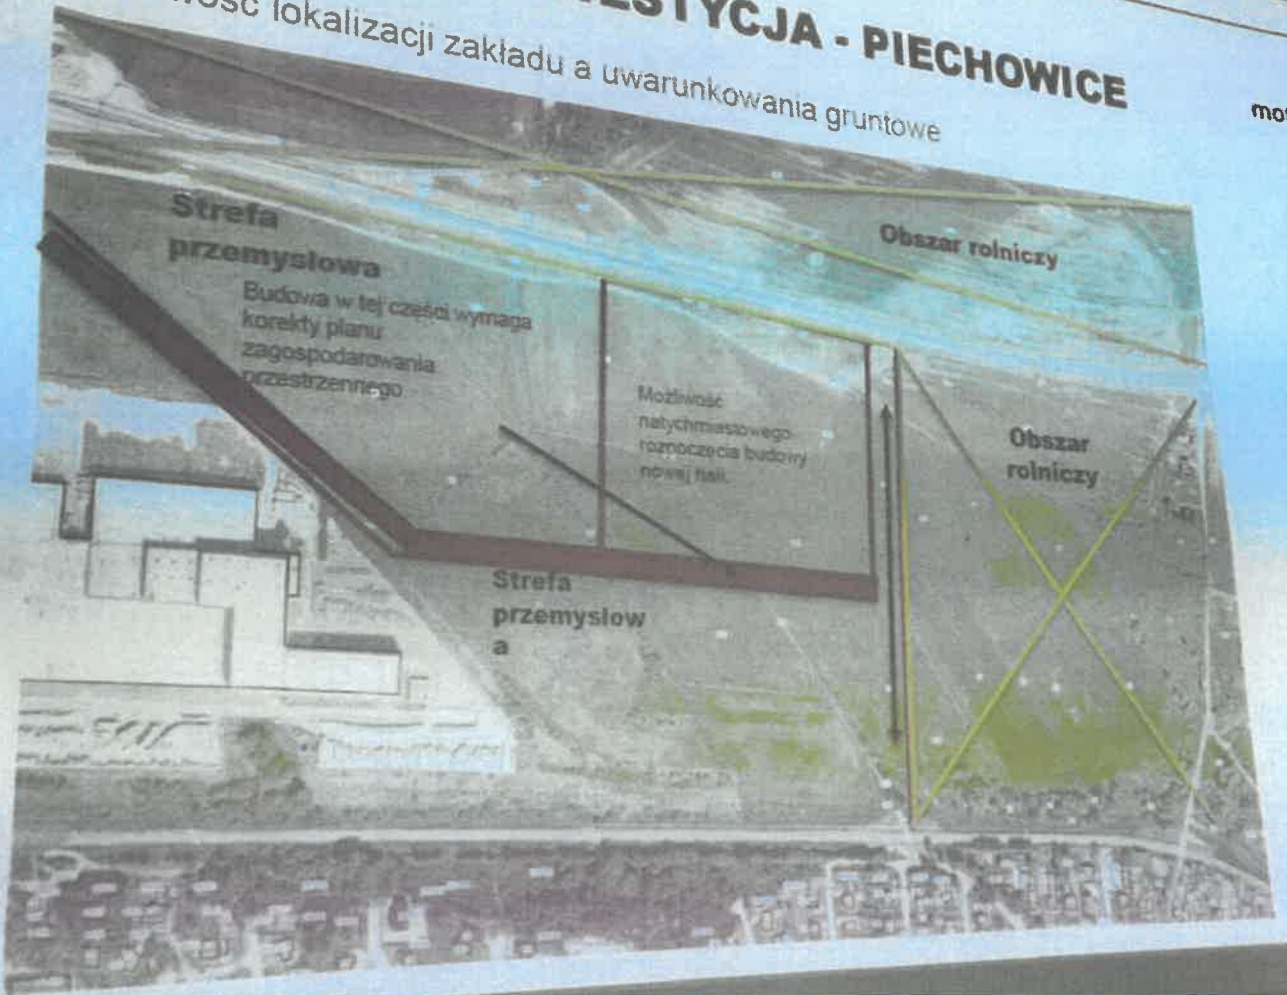 ESTYCJA - PIECHOWICE
ość lokalizacji zakładu a uwarunkowania gruntowe
Strefa
przemysłowa
Budowa w tej części wymaga
korekty planu
zagospodarowania
przestrzennego
Możliwość
natychmiastowego
rozpoczęcia budowy
nowej hali.
Obszar rolniczy
Obszar
rolniczy
Strefa
przemysłow
a